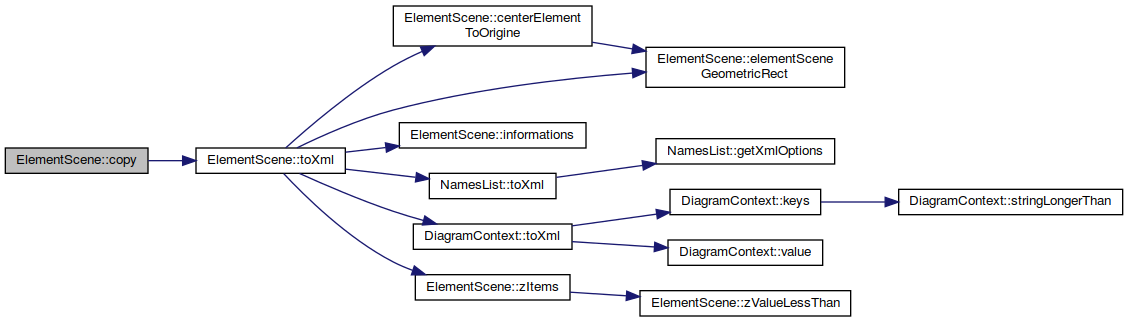 ElementScene::copy
ElementScene::toXml
ElementScene::centerElement
ToOrigine
ElementScene::elementScene
GeometricRect
ElementScene::informations
NamesList::toXml
NamesList::getXmlOptions
DiagramContext::toXml
DiagramContext::keys
DiagramContext::stringLongerThan
DiagramContext::value
ElementScene::zItems
ElementScene::zValueLessThan